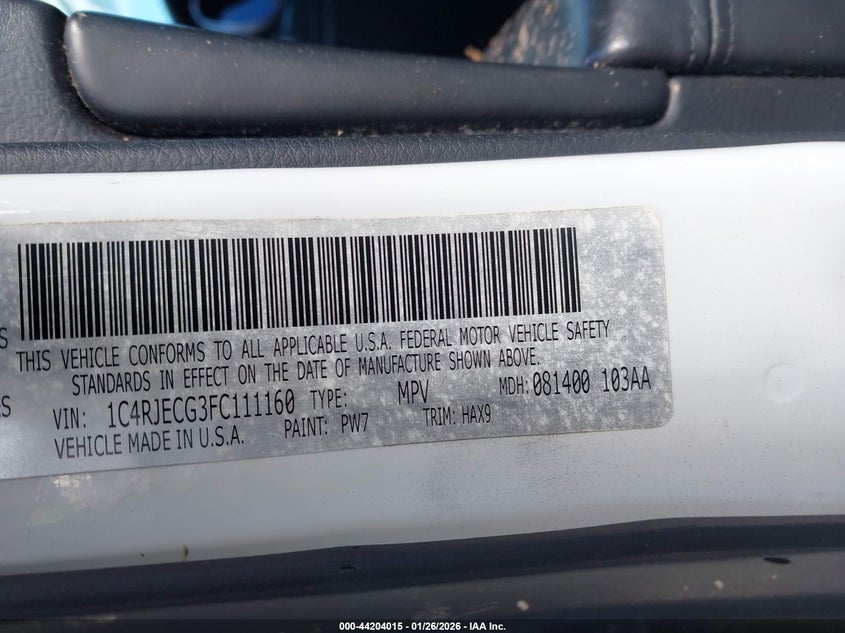 S
THIS VEHICLE CONFORMS TO ALL APPLICABLE U.S.A. FEDERAL MOTOR VEHICLE SAFETY
STANDARDS IN EFFECT ON THE DATE OF MANUFACTURE SHOWN ABOVE.
RS
VIN: 1C4RJECG3FC111160 TYPE: MPV MDH: 081400 103AA
VEHICLE MADE IN U.S.A. PAINT: PW7 TRIM: HAX9
000-44204015 - 01/26/2026 - IAA Inc.